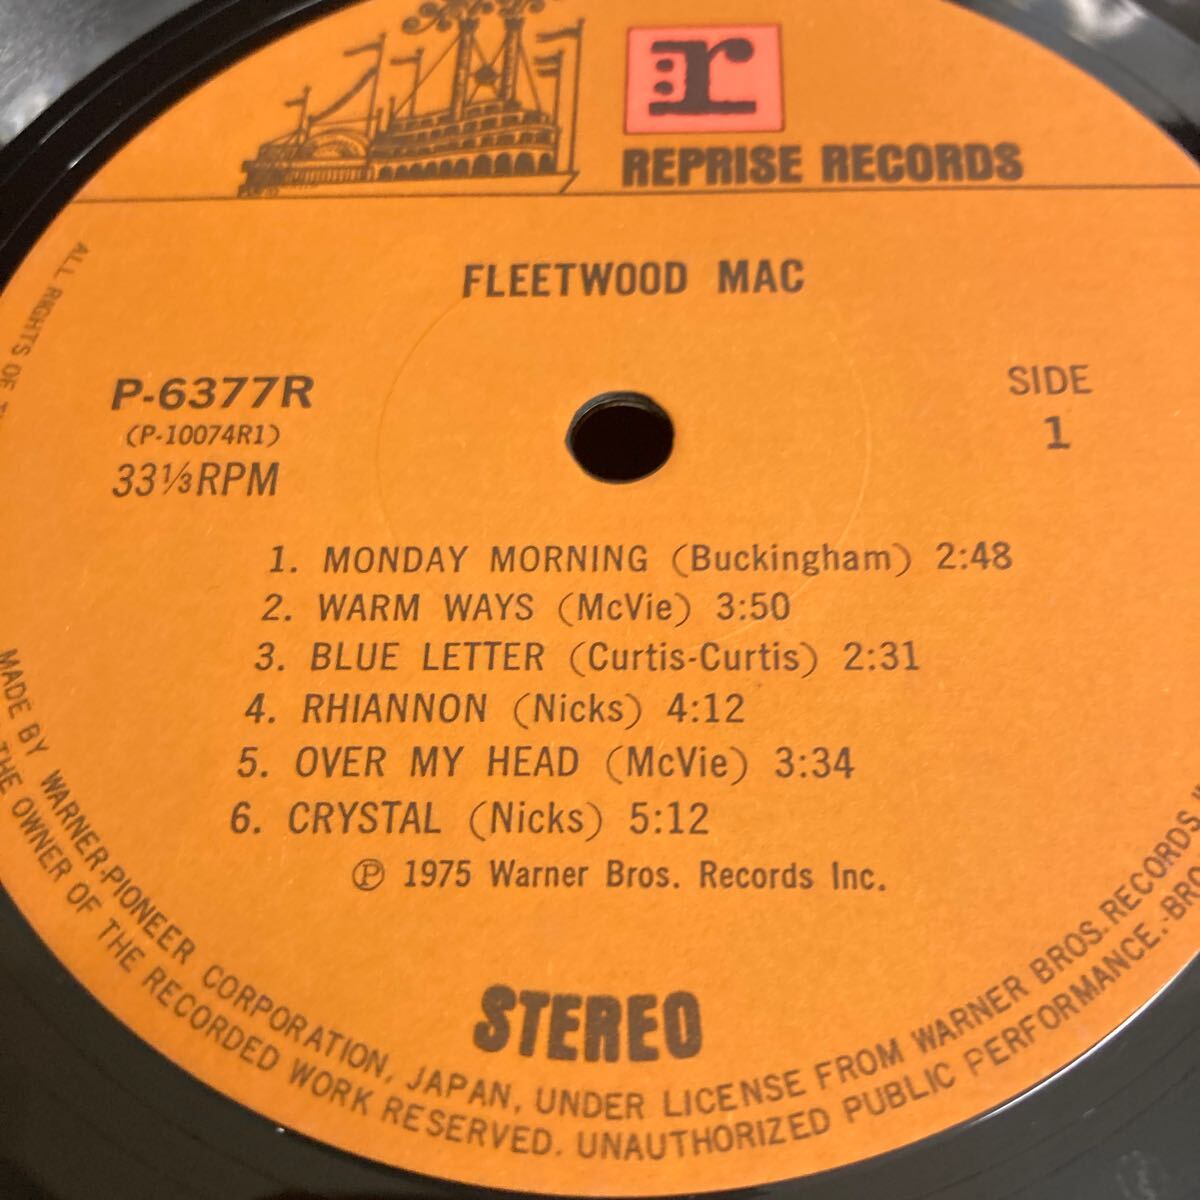 r
REPRISE RECORDS
FLEETWOOD MAC
P-6377R
(P-10074R1)
33⅓RPM
SIDE
1
1. MONDAY MORNING (Buckingham) 2:48
2. WARM WAYS (McVie) 3:50
3. BLUE LETTER (Curtis-Curtis) 2:31
4. RHIANNON (Nicks) 4:12
5. OVER MY HEAD (McVie) 3:34
6. CRYSTAL (Nicks) 5:12
Ⓟ 1975 Warner Bros. Records Inc.
STEREO
MADE BY WARNER-PIONEER CORPORATION, JAPAN, UNDER LICENSE FROM WARNER BROS. RECORDS
ALL RIGHTS OF
THE OWNER OF THE RECORDED WORK RESERVED. UNAUTHORIZED PUBLIC PERFORMANCE.-